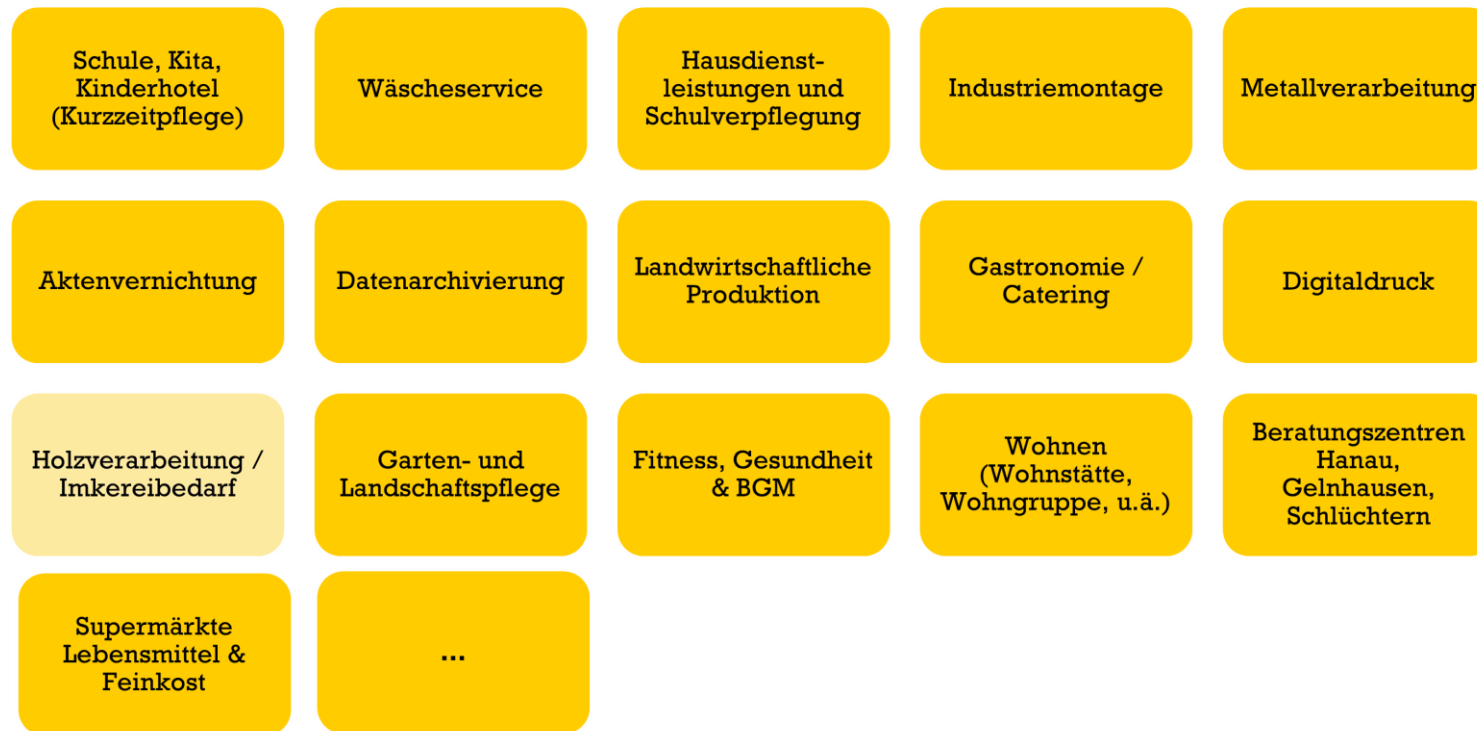 Schule, Kita,
Kinderhotel
(Kurzzeitpflege)
Wäscheservice
Hausdienst-
leistungen und
Schulverpflegung
Industriemontage
Metallverarbeitung
Aktenvernichtung
Datenarchivierung
Landwirtschaftliche
Produktion
Gastronomie /
Catering
Digitaldruck
Holzverarbeitung /
Imkereibedarf
Garten- und
Landschaftspflege
Fitness, Gesundheit
& BGM
Wohnen
(Wohnstätte,
Wohngruppe, u.ä.)
Beratungszentren
Hanau,
Gelnhausen,
Schlüchtern
Supermärkte
Lebensmittel &
Feinkost
...